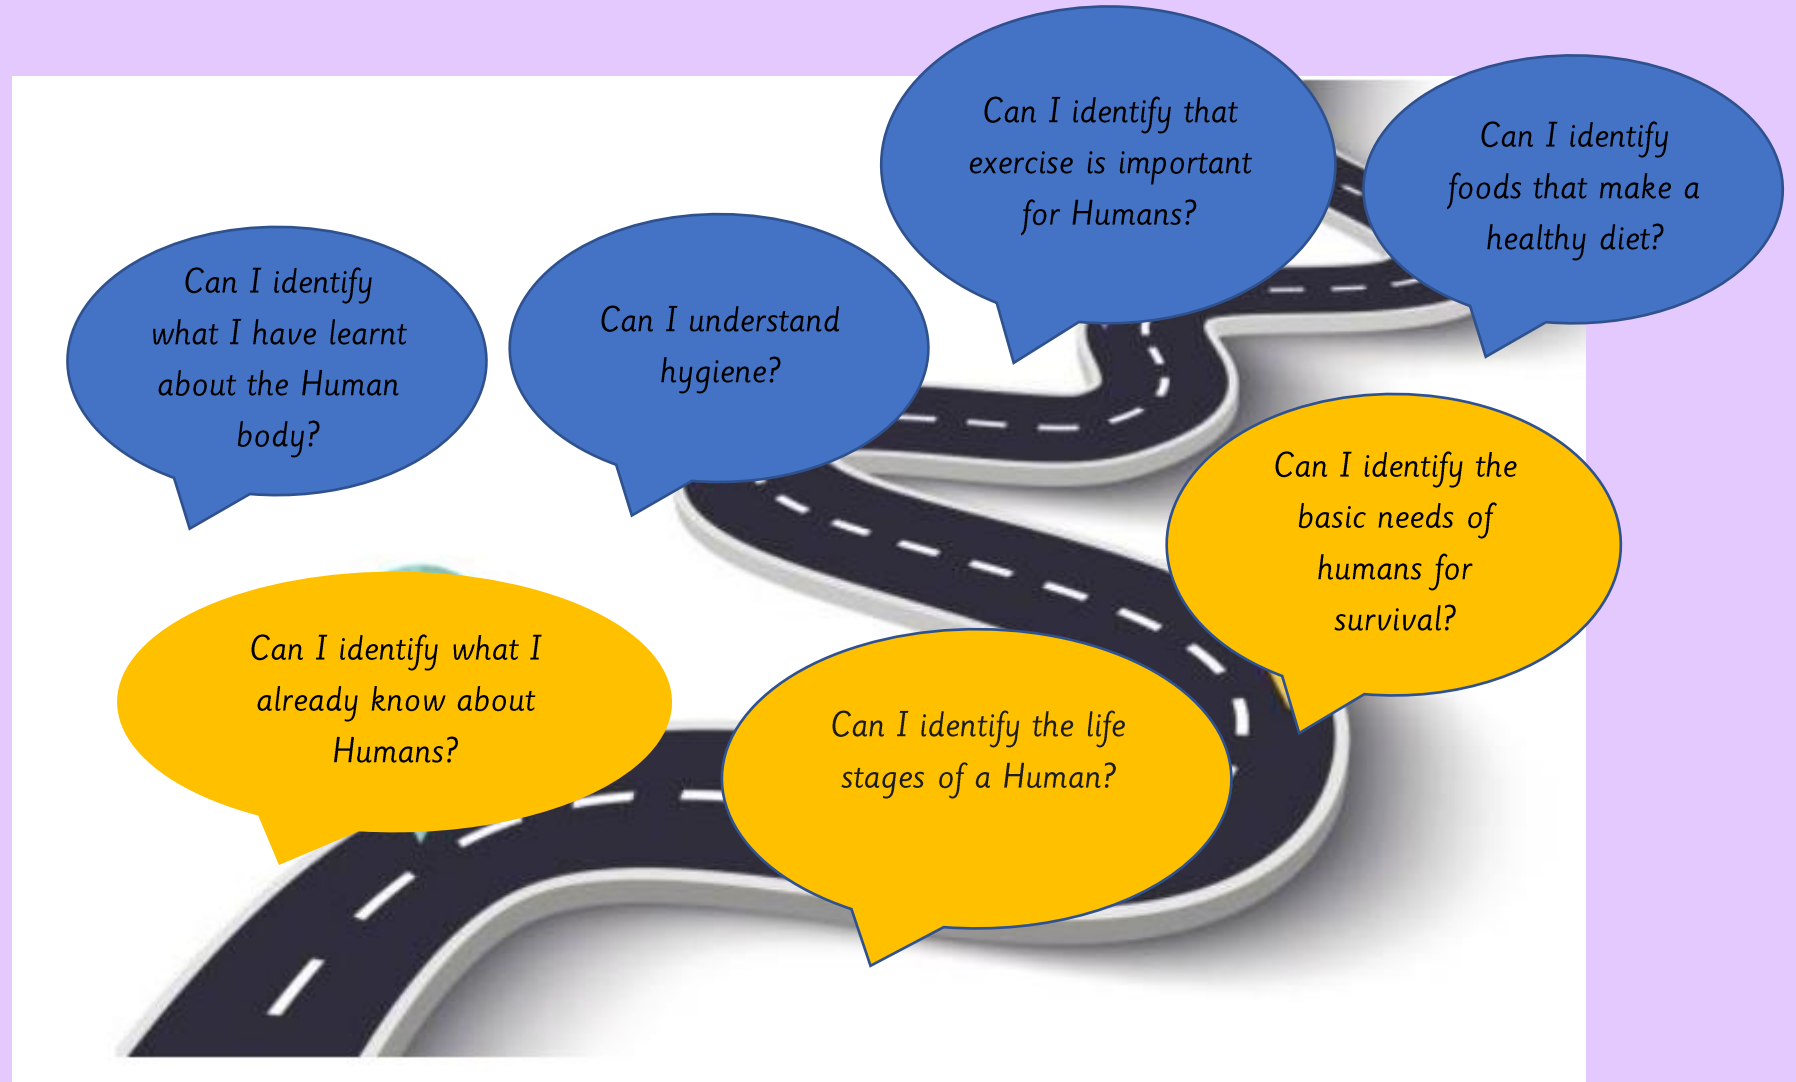 Can I identify that
exercise is important
for Humans?
Can I identify
foods that make a
healthy diet?
Can I identify
what I have learnt
about the Human
body?
Can I understand
hygiene?
Can I identify the
basic needs of
humans for
survival?
Can I identify what I
already know about
Humans?
Can I identify the life
stages of a Human?